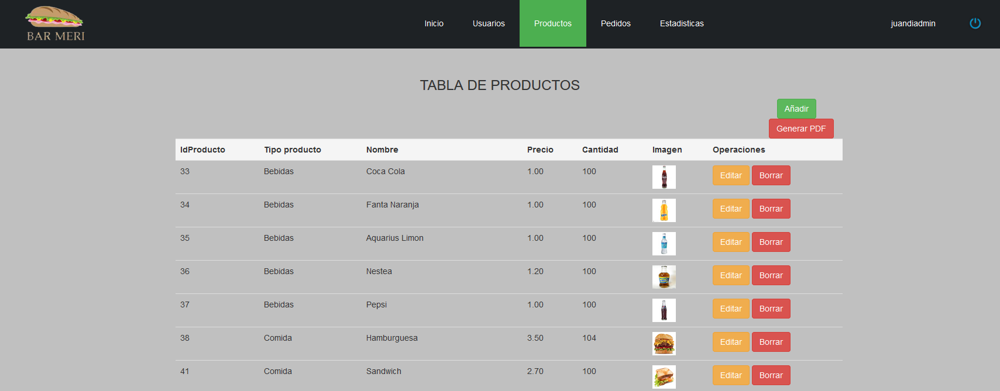 BAR MERI
Inicio Usuarios Productos Pedidos Estadisticas juandiadmin
TABLA DE PRODUCTOS
Añadir
Generar PDF
IdProducto Tipo producto Nombre Precio Cantidad Imagen Operaciones
33 Bebidas Coca Cola 1.00 100 Editar Borrar
34 Bebidas Fanta Naranja 1.00 100 Editar Borrar
35 Bebidas Aquarius Limon 1.00 100 Editar Borrar
36 Bebidas Nestea 1.20 100 Editar Borrar
37 Bebidas Pepsi 1.00 100 Editar Borrar
38 Comida Hamburguesa 3.50 104 Editar Borrar
41 Comida Sandwich 2.70 100 Editar Borrar